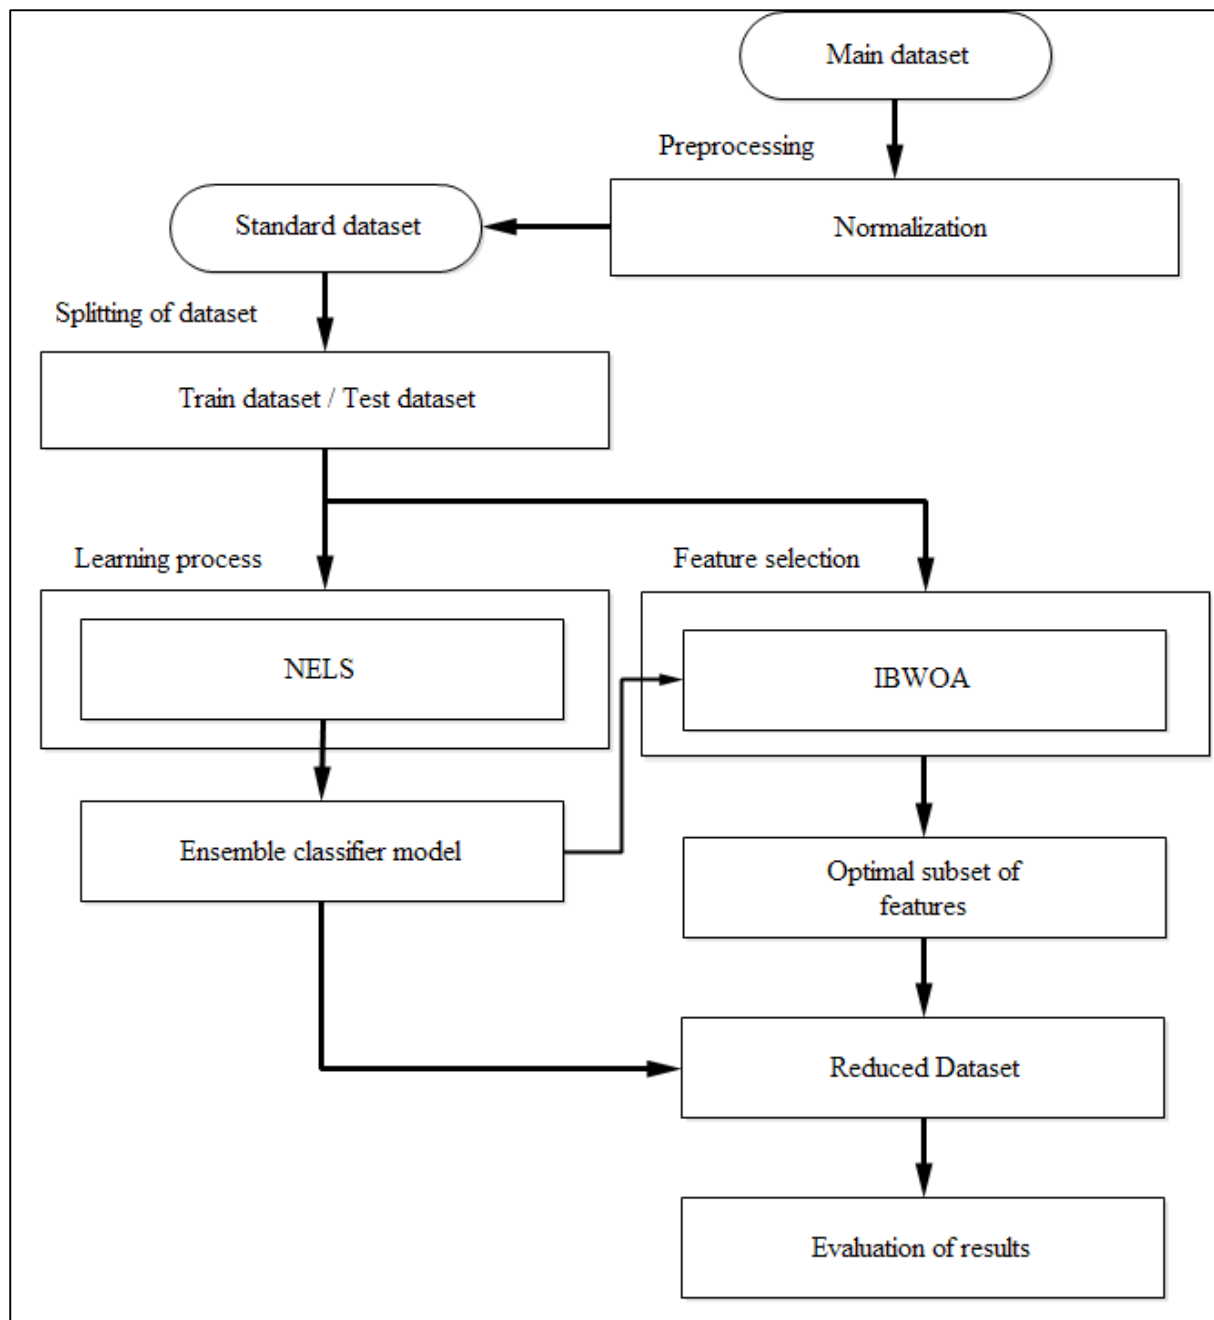 Main dataset
Preprocessing
Normalization
Standard dataset
Splitting of dataset
Train dataset / Test dataset
Learning process
Feature selection
NELS
IBWOA
Ensemble classifier model
Optimal subset of
features
Reduced Dataset
Evaluation of results